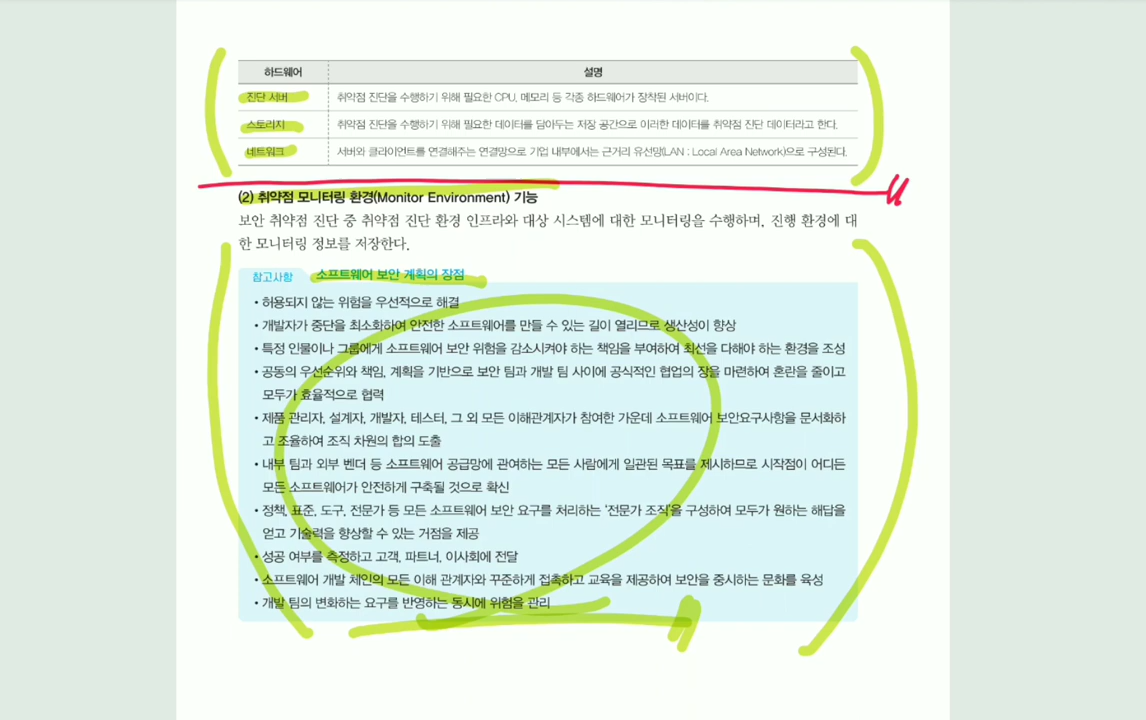 하드웨어 설명
진단 서버 취약점 진단을 수행하기 위해 필요한 CPU, 메모리 등 각종 하드웨어가 장착된 서버이다.
스토리지 취약점 진단을 수행하기 위해 필요한 데이터를 담아두는 저장 공간으로 이러한 데이터를 취약점 진단 데이터라고 한다.
네트워크 서버와 클라이언트를 연결해주는 연결망으로 기업 내부에서는 근거리 유선망(LAN : Local Area Network)으로 구성된다.
(2) 취약점 모니터링 환경(Monitor Environment) 기능
보안 취약점 진단 중 취약점 진단 환경 인프라와 대상 시스템에 대한 모니터링을 수행하며, 진행 환경에 대
한 모니터링 정보를 저장한다.
참고사항 소프트웨어 보안 계획의 장점
• 허용되지 않는 위험을 우선적으로 해결
• 개발자가 중단을 최소화하여 안전한 소프트웨어를 만들 수 있는 길이 열리므로 생산성이 향상
• 특정 인물이나 그룹에게 소프트웨어 보안 위험을 감소시켜야 하는 책임을 부여하여 최선을 다해야 하는 환경을 조성
• 공동의 우선순위와 책임, 계획을 기반으로 보안 팀과 개발 팀 사이에 공식적인 협업의 장을 마련하여 혼란을 줄이고
모두가 효율적으로 협력
• 제품 관리자, 설계자, 개발자, 테스터, 그 외 모든 이해관계자가 참여한 가운데 소프트웨어 보안요구사항을 문서화하
고 조율하여 조직 차원의 합의 도출
• 내부 팀과 외부 벤더 등 소프트웨어 공급망에 관여하는 모든 사람에게 일관된 목표를 제시하므로 시작점이 어디든
모든 소프트웨어가 안전하게 구축될 것으로 확신
• 정책, 표준, 도구, 전문가 등 모든 소프트웨어 보안 요구를 처리하는 '전문가 조직'을 구성하여 모두가 원하는 해답을
얻고 기술력을 향상할 수 있는 거점을 제공
• 성공 여부를 측정하고 고객, 파트너, 이사회에 전달
• 소프트웨어 개발 체인의 모든 이해 관계자와 꾸준하게 접촉하고 교육을 제공하여 보안을 중시하는 문화를 육성
• 개발 팀의 변화하는 요구를 반영하는 동시에 위험을 관리